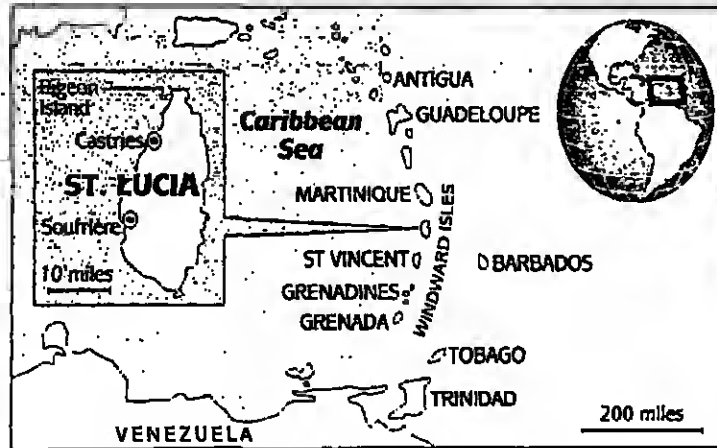 ANTIGUA
GUADELOUPE
Caribbean
Sea
Pigeon
Island
Castries
ST. LUCIA
Soufrière
10 miles
MARTINIQUE
WINDWARD ISLES
ST VINCENT
BARBADOS
GRENADINES
GRENADA
TOBAGO
TRINIDAD
VENEZUELA
200 miles